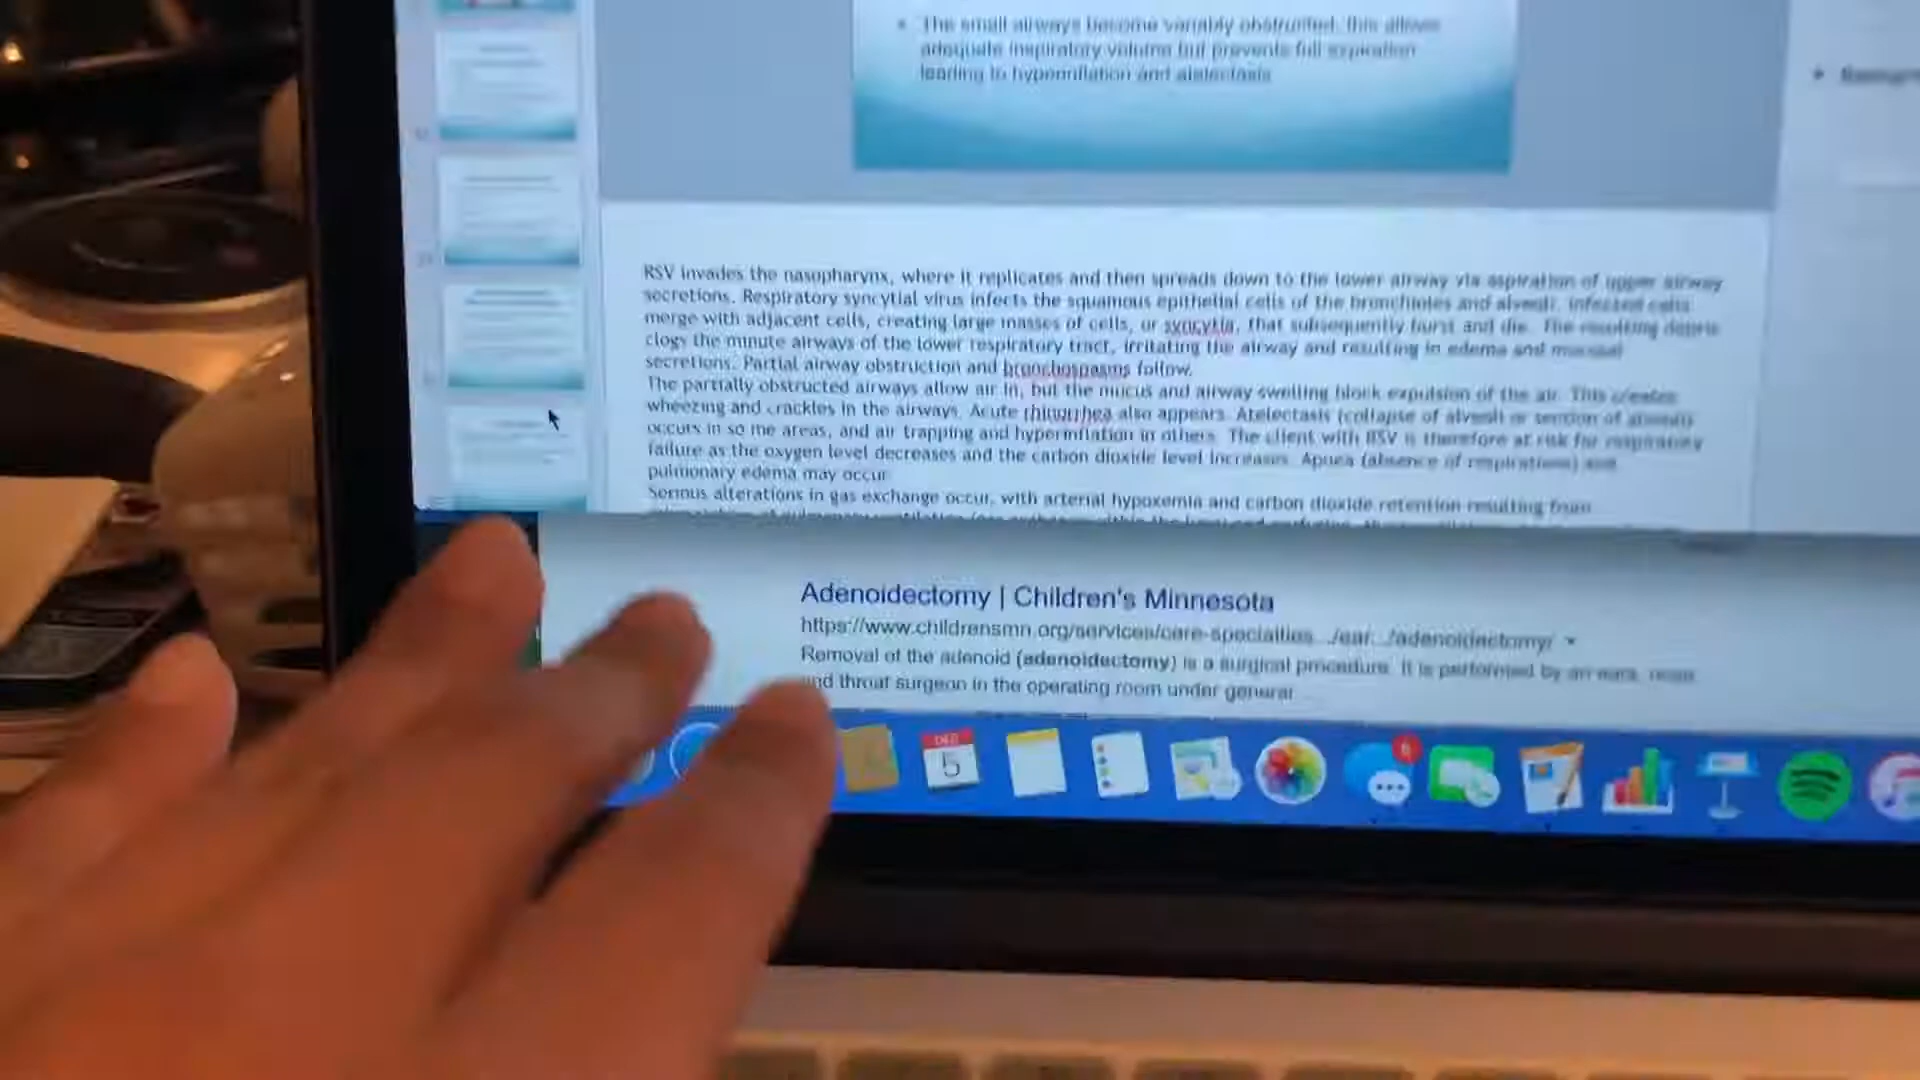 • The small airways become variably obstructed; this allows
adequate inspiratory volume but prevents full expiration
leading to hyperinflation and atelectasis
RSV invades the nasopharynx, where it replicates and then spreads down to the lower airway via aspiration of upper airway
secretions. Respiratory syncytial virus infects the squamous epithelial cells of the bronchioles and alveoli. Infected cells
merge with adjacent cells, creating large masses of cells, or syncytia, that subsequently burst and die. The resulting debris
clogs the minute airways of the lower respiratory tract, irritating the airway and resulting in edema and mucosal
secretions. Partial airway obstruction and bronchospasms follow.
The partially obstructed airways allow air in, but the mucus and airway swelling block expulsion of the air. This creates
wheezing and crackles in the airways. Acute rhinorrhea also appears. Atelectasis (collapse of alveoli or section of alveoli)
occurs in so me areas, and air trapping and hyperinflation in others. The client with RSV is therefore at risk for respiratory
failure as the oxygen level decreases and the carbon dioxide level increases. Apnea (absence of respirations) and
pulmonary edema may occur
Serious alterations in gas exchange occur, with arterial hypoxemia and carbon dioxide retention resulting from
Adenoidectomy | Children's Minnesota
https://www.childrensmn.org/services/care-specialties.../ear.../adenoidectomy/
Removal of the adenoid (adenoidectomy) is a surgical procedure. It is performed by an ears, nose
and throat surgeon in the operating room under general
DEC
5